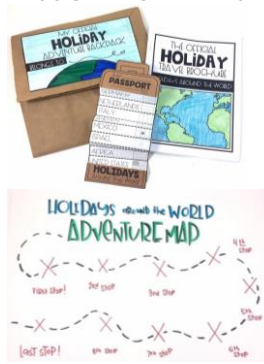 MY OFFICIAL
HOLIDAY
ADVENTURE BACKPACK
BELONGS TO:
THE OFFICIAL
HOLIDAY
TRAVEL BROCHURE
HOLIDAYS AROUND THE WORLD
PASSPORT
GERMANY
NETHERLANDS
ITALY
MEXICO
ISRAEL
AFRICA
UNITED STATES
HOLIDAYS
HOLIDAYS around the WORLD
ADVENTURE MAP
4th Stop
First Stop!
2nd Stop
3rd Stop
5th Stop
Last Stop!
8th Stop
7th Stop
6th Stop